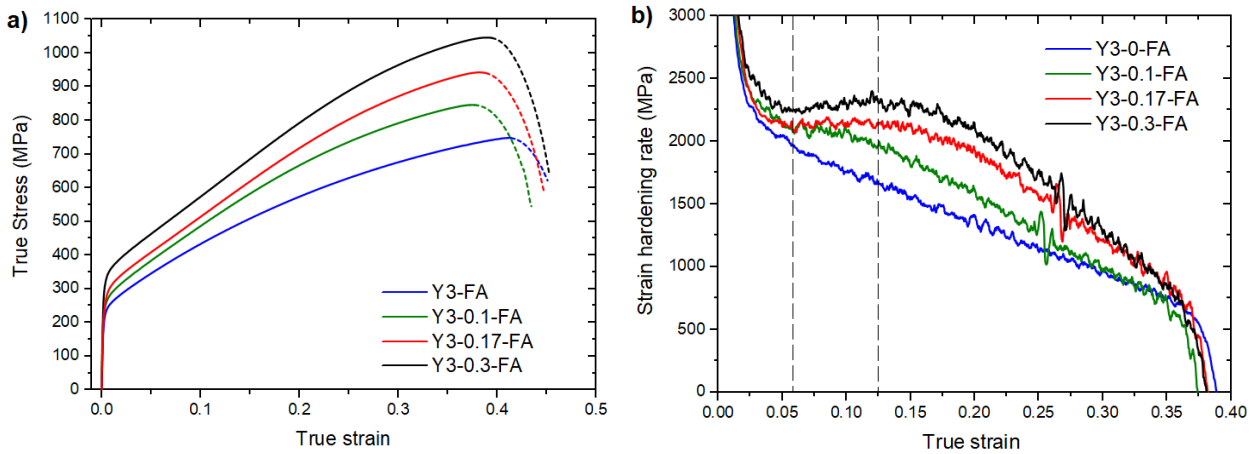 a)
True Stress (MPa)
1100
1000
900
800
700
600
500
400
300
200
100
0
0.0
0.1
0.2
0.3
0.4
0.5
True strain
Y3-FA
Y3-0.1-FA
Y3-0.17-FA
Y3-0.3-FA
b)
Strain hardening rate (MPa)
3000
2500
2000
1500
1000
500
0
0.00
0.05
0.10
0.15
0.20
0.25
0.30
0.35
0.40
True strain
Y3-0-FA
Y3-0.1-FA
Y3-0.17-FA
Y3-0.3-FA